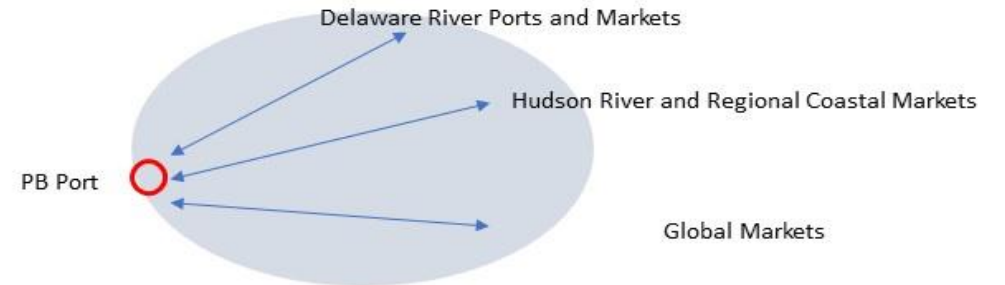 Delaware River Ports and Markets
Hudson River and Regional Coastal Markets
PB Port
Global Markets